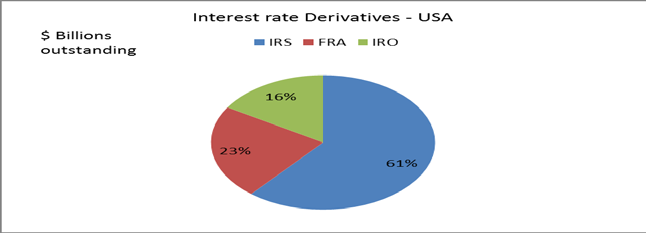 Interest rate Derivatives - USA
$ Billions
outstanding
IRS FRA IRO
16%
23%
61%